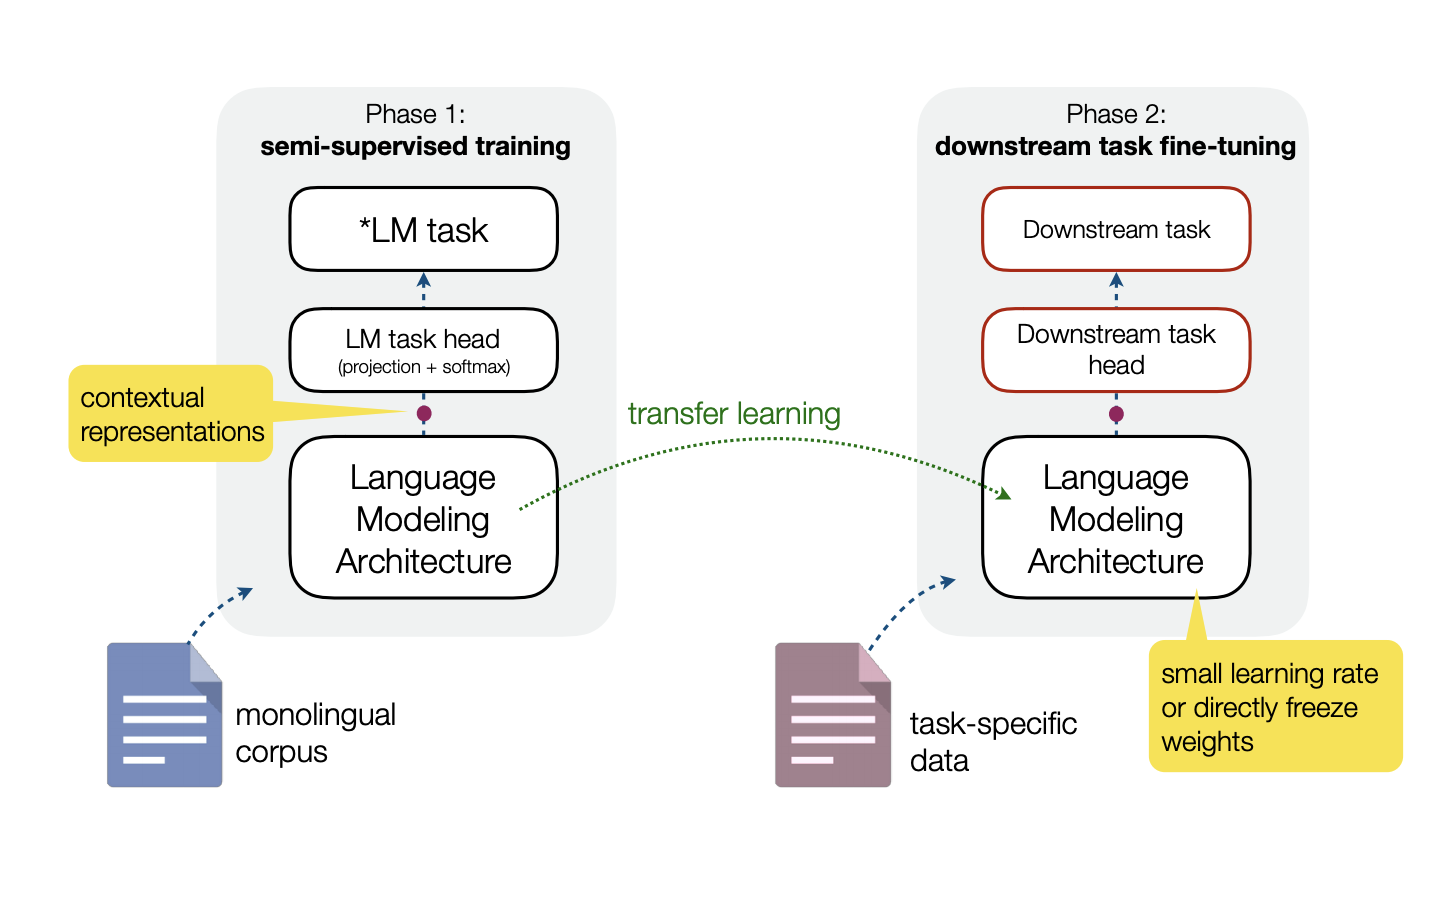 Phase 1:
semi-supervised training
*LM task
LM task head
(projection + softmax)
contextual
representations
Language
Modeling
Architecture
monolingual
corpus
transfer learning
Phase 2:
downstream task fine-tuning
Downstream task
Downstream task
head
Language
Modeling
Architecture
task-specific
data
small learning rate
or directly freeze
weights